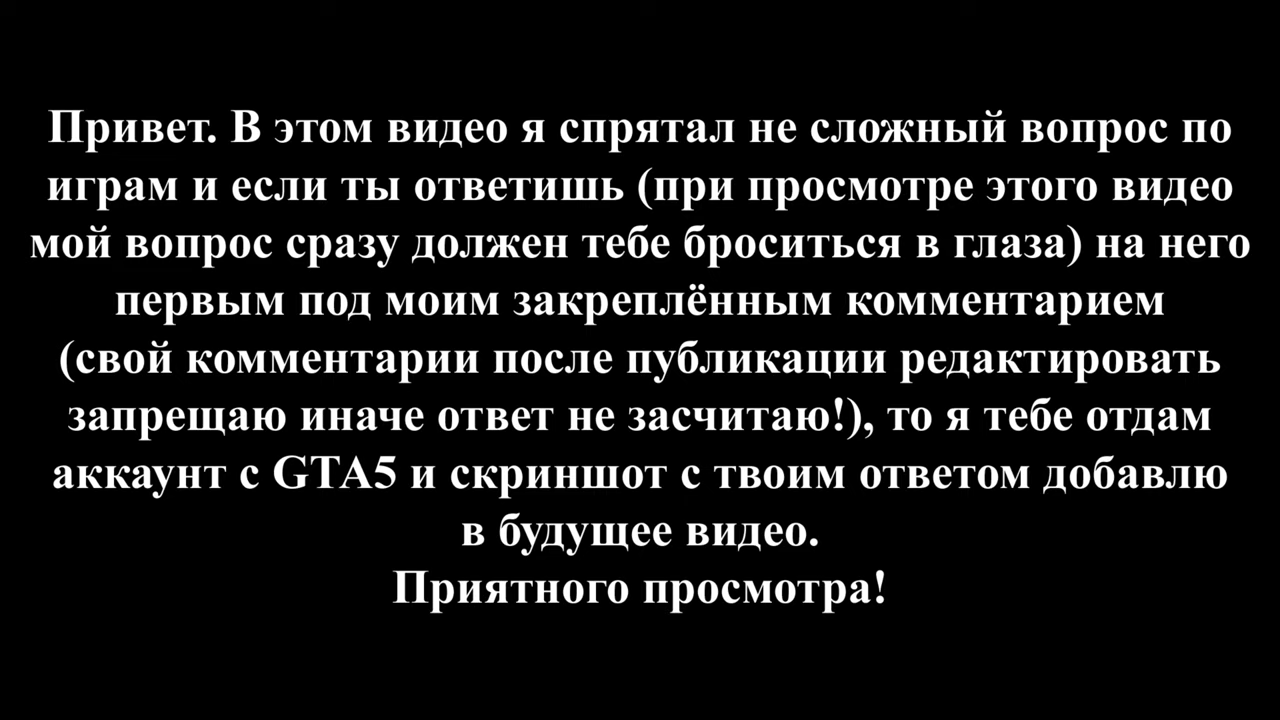 Привет. В этом видео я спрятал не сложный вопрос по
играм и если ты ответишь (при просмотре этого видео
мой вопрос сразу должен тебе броситься в глаза) на него
первым под моим закреплённым комментарием
(свой комментарии после публикации редактировать
запрещаю иначе ответ не засчитаю!), то я тебе отдам
аккаунт с GTA5 и скриншот с твоим ответом добавлю
в будущее видео.
Приятного просмотра!